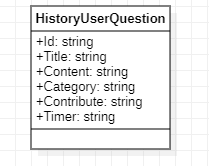 HistoryUserQuestion
+Id: string
+Title: string
+Content: string
+Category: string
+Contribute: string
+Timer: string